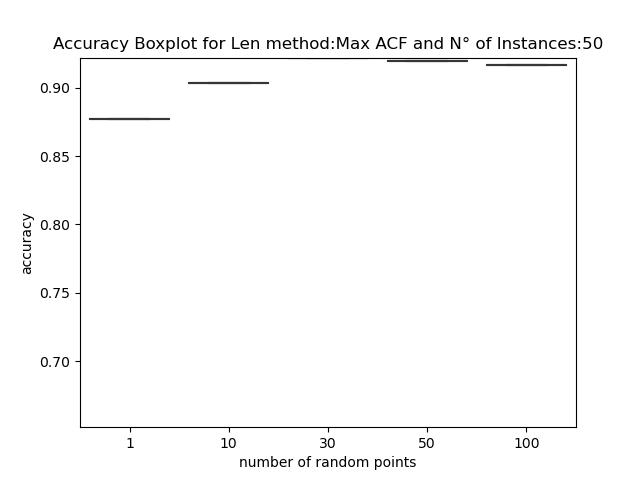 Accuracy Boxplot for Len method:Max ACF and N° of Instances:50
0.90
0.85
0.80
0.75
0.70
accuracy
1 10 30 50 100
number of random points